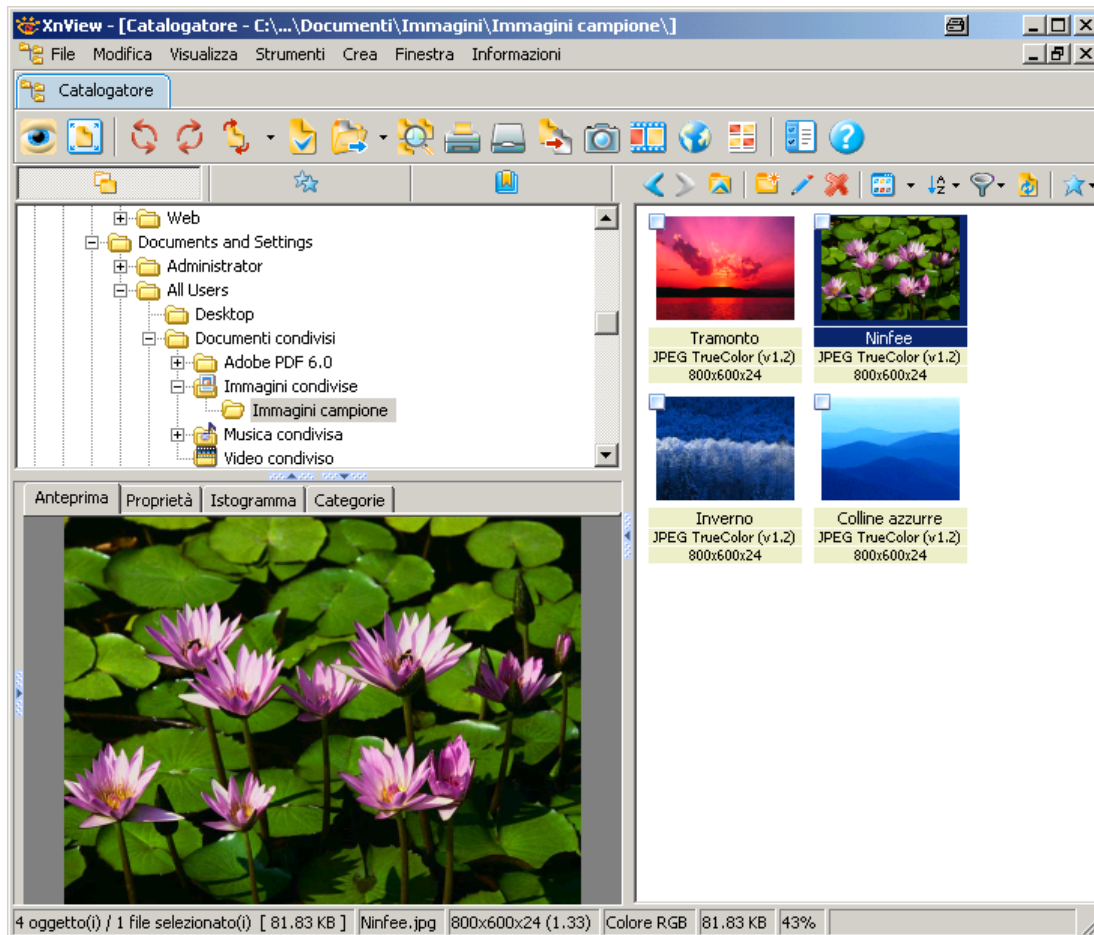 XnView - [Catalogatore - C:\...\Documenti\Immagini\Immagini campione\]
File Modifica Visualizza Strumenti Crea Finestra Informazioni
Catalogatore
Web
Documents and Settings
Administrator
All Users
Desktop
Documenti condivisi
Adobe PDF 6.0
Immagini condivise
Immagini campione
Musica condivisa
Video condiviso
Anteprima Proprietà Istogramma Categorie
Tramonto
JPEG TrueColor (v1.2)
800x600x24
Ninfee
JPEG TrueColor (v1.2)
800x600x24
Inverno
JPEG TrueColor (v1.2)
800x600x24
Colline azzurre
JPEG TrueColor (v1.2)
800x600x24
4 oggetto(i) / 1 file selezionato(i) [ 81.83 KB ] Ninfee.jpg 800x600x24 (1.33) Colore RGB 81.83 KB 43%